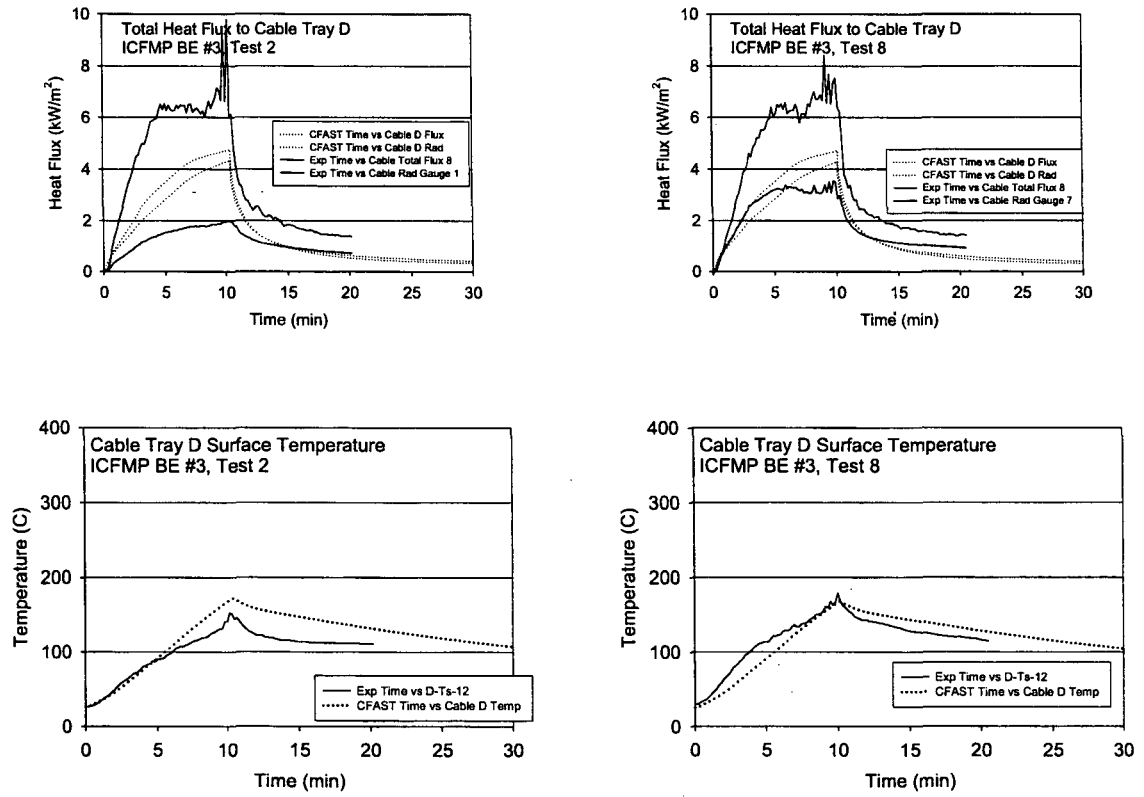 Total Heat Flux to Cable Tray D
ICFMP BE #3, Test 2
Heat Flux (kW/m²)
10
8
6
4
2
0
CFAST Time vs Cable D Flux
CFAST Time vs Cable D Rad
Exp Time vs Cable Total Flux 8
Exp Time vs Cable Rad Gauge 1
0 5 10 15 20 25 30
Time (min)
Total Heat Flux to Cable Tray D
ICFMP BE #3, Test 8
Heat Flux (kW/m²)
10
8
6
4
2
0
CFAST Time vs Cable D Flux
CFAST Time vs Cable D Rad
Exp Time vs Cable Total Flux 8
Exp Time vs Cable Rad Gauge 7
0 5 10 15 20 25 30
Time (min)
Cable Tray D Surface Temperature
ICFMP BE #3, Test 2
Temperature (C)
400
300
200
100
0
Exp Time vs D-Ts-12
CFAST Time vs Cable D Temp
0 5 10 15 20 25 30
Time (min)
Cable Tray D Surface Temperature
ICFMP BE #3, Test 8
Temperature (C)
400
300
200
100
0
Exp Time vs D-Ts-12
CFAST Time vs Cable D Temp
0 5 10 15 20 25 30
Time (min)